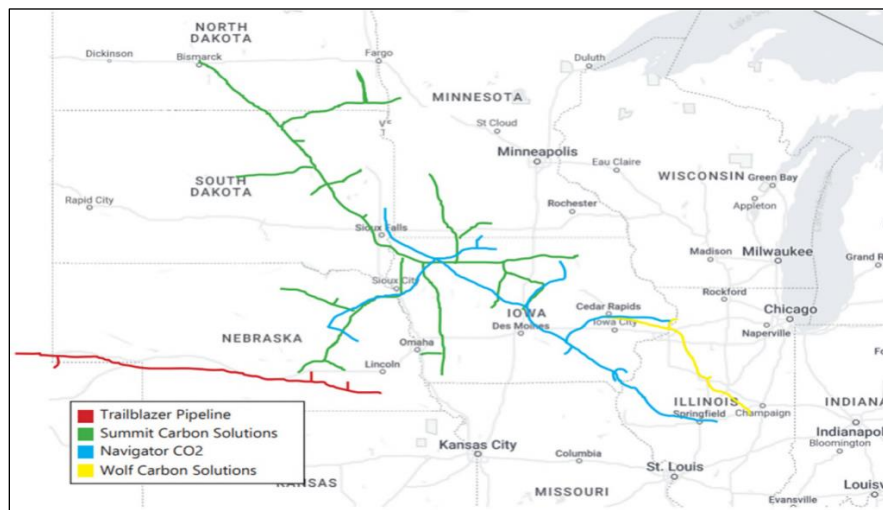 NORTH
DAKOTA
Dickinson
Bismarck
Fargo
Duluth
MINNESOTA
St Cloud
Minneapolis
Eau Claire
WISCONSIN
Green Bay
Appleton
SOUTH
DAKOTA
Rapid City
Rochester
Sioux Falls
Madison
Milwaukee
Grand R
Sioux City
Rockford
IOWA
Cedar Rapids
Chicago
Des Moines
Iowa City
Naperville
NEBRASKA
Omaha
Lincoln
ILLINOIS
Springfield
Champaign
INDIANA
Indianapol
Bloomington
Trailblazer Pipeline
Summit Carbon Solutions
Navigator CO2
Wolf Carbon Solutions
Kansas City
Columbia
St. Louis
KANSAS
MISSOURI
Evansville
Louisv